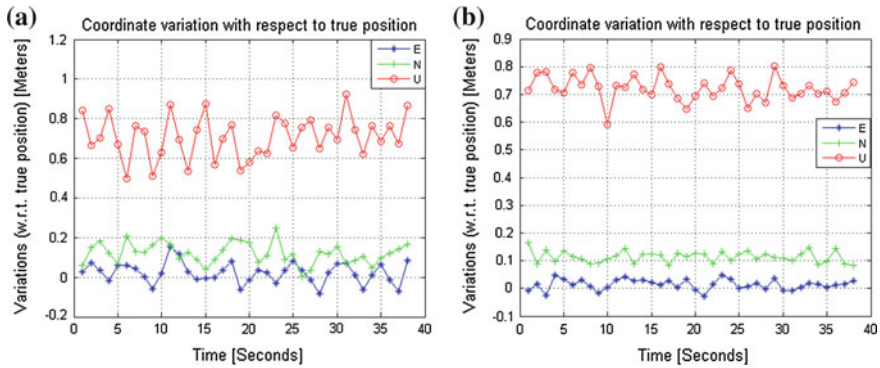 (a)
Coordinate variation with respect to true position
Variations (w.r.t. true position) [Meters]
1.2
1
0.8
0.6
0.4
0.2
0
-0.2
E
N
U
0 5 10 15 20 25 30 35 40
Time [Seconds]
(b)
Coordinate variation with respect to true position
Variations (w.r.t. true position) [Meters]
0.9
0.8
0.7
0.6
0.5
0.4
0.3
0.2
0.1
0.0
0.1
E
N
U
0 5 10 15 20 25 30 35 40
Time [Seconds]